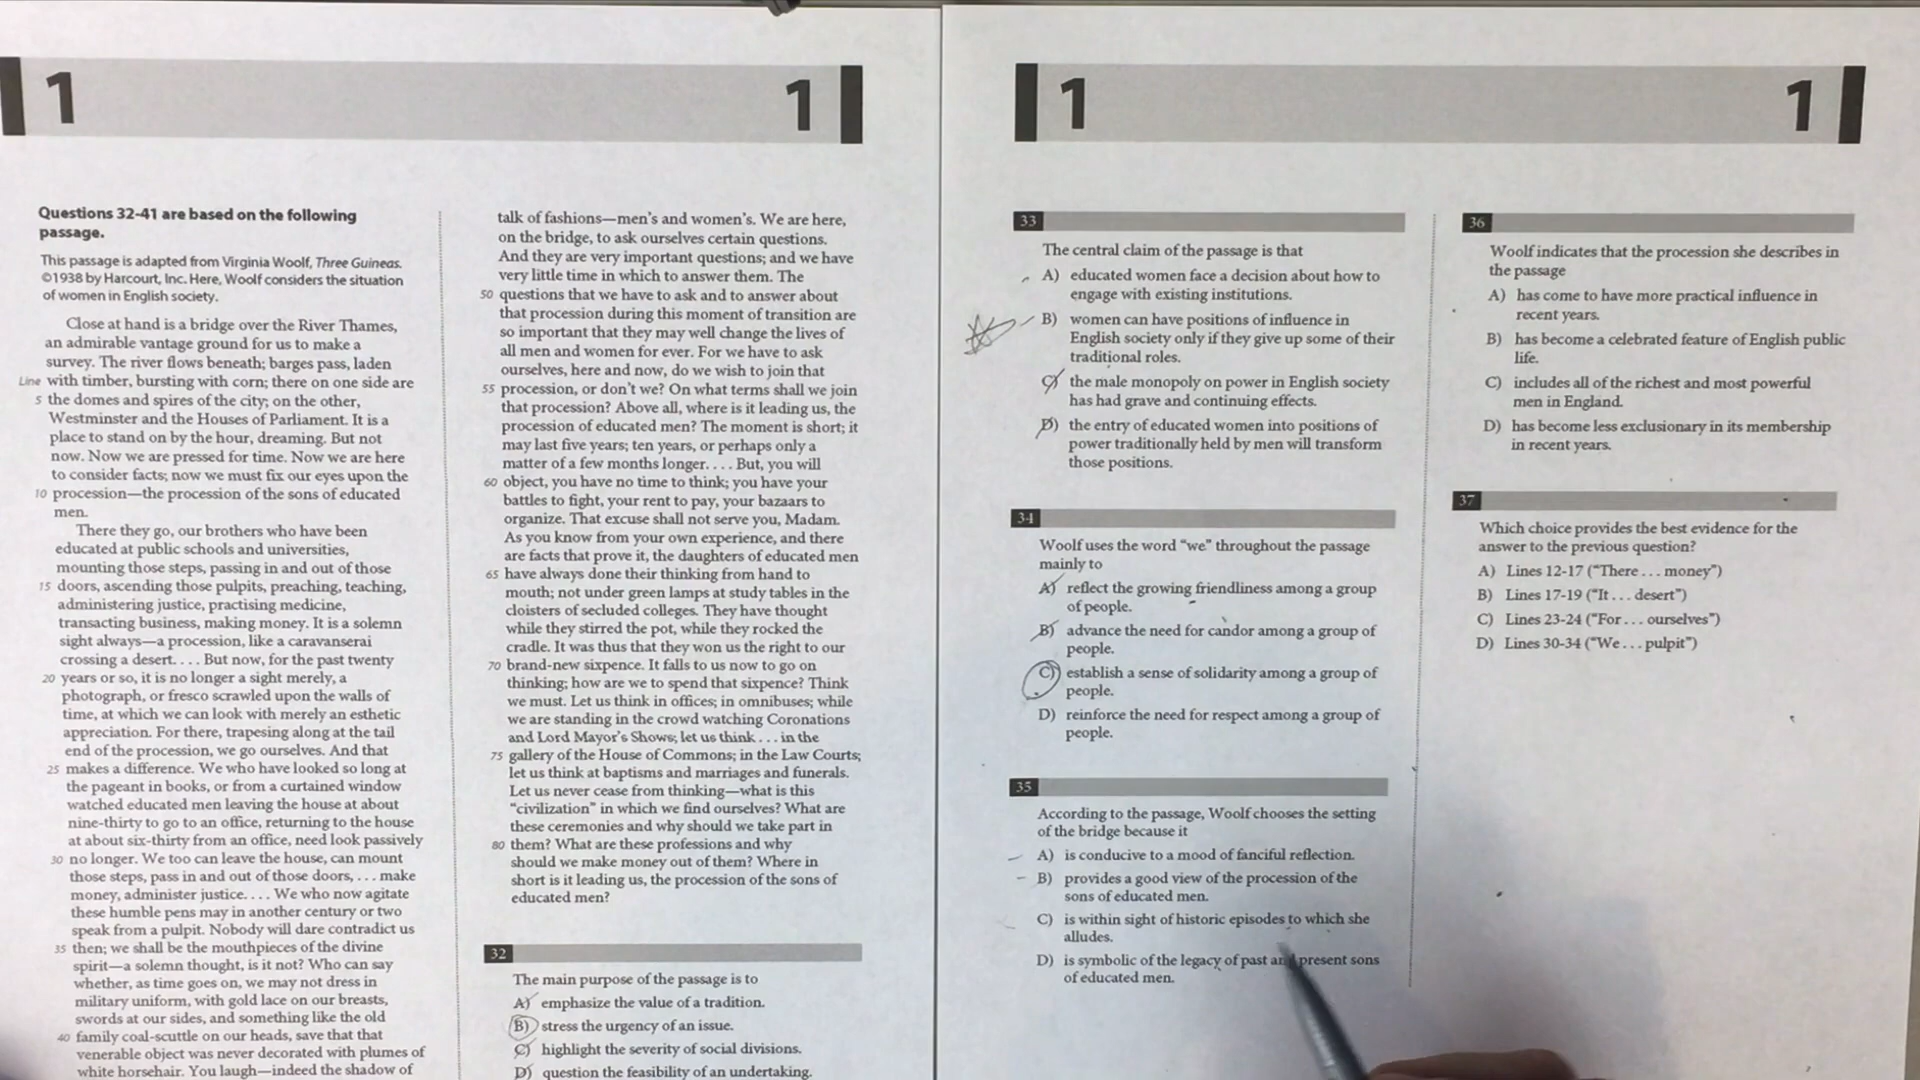 1
1
Questions 32-41 are based on the following
passage.
This passage is adapted from Virginia Woolf, Three Guineas.
©1938 by Harcourt, Inc. Here, Woolf considers the situation
of women in English society.
Close at hand is a bridge over the River Thames,
an admirable vantage ground for us to make a
survey. The river flows beneath; barges pass, laden
Line with timber, bursting with corn; there on one side are
5 the domes and spires of the city; on the other,
Westminster and the Houses of Parliament. It is a
place to stand on by the hour, dreaming. But not
now. Now we are pressed for time. Now we are here
to consider facts; now we must fix our eyes upon the
10 procession—the procession of the sons of educated
men.
There they go, our brothers who have been
educated at public schools and universities,
mounting those steps, passing in and out of those
15 doors, ascending those pulpits, preaching, teaching,
administering justice, practising medicine,
transacting business, making money. It is a solemn
sight always—a procession, like a caravanserai
crossing a desert. . . . But now, for the past twenty
20 years or so, it is no longer a sight merely, a
photograph, or fresco scrawled upon the walls of
time, at which we can look with merely an esthetic
appreciation. For there, trapesing along at the tail
end of the procession, we go ourselves. And that
25 makes a difference. We who have looked so long at
the pageant in books, or from a curtained window
watched educated men leaving the house at about
nine-thirty to go to an office, returning to the house
at about six-thirty from an office, need look passively
30 no longer. We too can leave the house, can mount
those steps, pass in and out of those doors, . . . make
money, administer justice. . . . We who now agitate
these humble pens may in another century or two
speak from a pulpit. Nobody will dare contradict us
35 then; we shall be the mouthpieces of the divine
spirit—a solemn thought, is it not? Who can say
whether, as time goes on, we may not dress in
military uniform, with gold lace on our breasts,
swords at our sides, and something like the old
40 family coal-scuttle on our heads, save that that
venerable object was never decorated with plumes of
white horsehair. You laugh—indeed the shadow of
talk of fashions—men's and women's. We are here,
on the bridge, to ask ourselves certain questions.
And they are very important questions; and we have
very little time in which to answer them. The
50 questions that we have to ask and to answer about
that procession during this moment of transition are
so important that they may well change the lives of
all men and women for ever. For we have to ask
ourselves, here and now, do we wish to join that
55 procession, or don't we? On what terms shall we join
that procession? Above all, where is it leading us, the
procession of educated men? The moment is short; it
may last five years; ten years, or perhaps only a
matter of a few months longer. . . . But, you will
60 object, you have no time to think; you have your
battles to fight, your rent to pay, your bazaars to
organize. That excuse shall not serve you, Madam.
As you know from your own experience, and there
are facts that prove it, the daughters of educated men
65 have always done their thinking from hand to
mouth; not under green lamps at study tables in the
cloisters of secluded colleges. They have thought
while they stirred the pot, while they rocked the
cradle. It was thus that they won us the right to our
70 brand-new sixpence. It falls to us now to go on
thinking; how are we to spend that sixpence? Think
we must. Let us think in offices; in omnibuses; while
we are standing in the crowd watching Coronations
and Lord Mayor's Shows; let us think . . . in the
75 gallery of the House of Commons; in the Law Courts;
let us think at baptisms and marriages and funerals.
Let us never cease from thinking—what is this
“civilization” in which we find ourselves? What are
these ceremonies and why should we take part in
80 them? What are these professions and why
should we make money out of them? Where in
short is it leading us, the procession of the sons of
educated men?
32
The main purpose of the passage is to
A) emphasize the value of a tradition.
B) stress the urgency of an issue.
C) highlight the severity of social divisions.
D) question the feasibility of an undertaking.
1
1
33
The central claim of the passage is that
A) educated women face a decision about how to
engage with existing institutions.
B) women can have positions of influence in
English society only if they give up some of their
traditional roles.
C) the male monopoly on power in English society
has had grave and continuing effects.
D) the entry of educated women into positions of
power traditionally held by men will transform
those positions.
34
Woolf uses the word “we” throughout the passage
mainly to
A) reflect the growing friendliness among a group
of people.
B) advance the need for candor among a group of
people.
C) establish a sense of solidarity among a group of
people.
D) reinforce the need for respect among a group of
people.
35
According to the passage, Woolf chooses the setting
of the bridge because it
A) is conducive to a mood of fanciful reflection.
B) provides a good view of the procession of the
sons of educated men.
C) is within sight of historic episodes to which she
alludes.
D) is symbolic of the legacy of past and present sons
of educated men.
36
Woolf indicates that the procession she describes in
the passage
A) has come to have more practical influence in
recent years.
B) has become a celebrated feature of English public
life.
C) includes all of the richest and most powerful
men in England.
D) has become less exclusionary in its membership
in recent years.
37
Which choice provides the best evidence for the
answer to the previous question?
A) Lines 12-17 (“There . . . money”)
B) Lines 17-19 (“It . . . desert”)
C) Lines 23-24 (“For . . . ourselves”)
D) Lines 30-34 (“We . . . pulpit”)